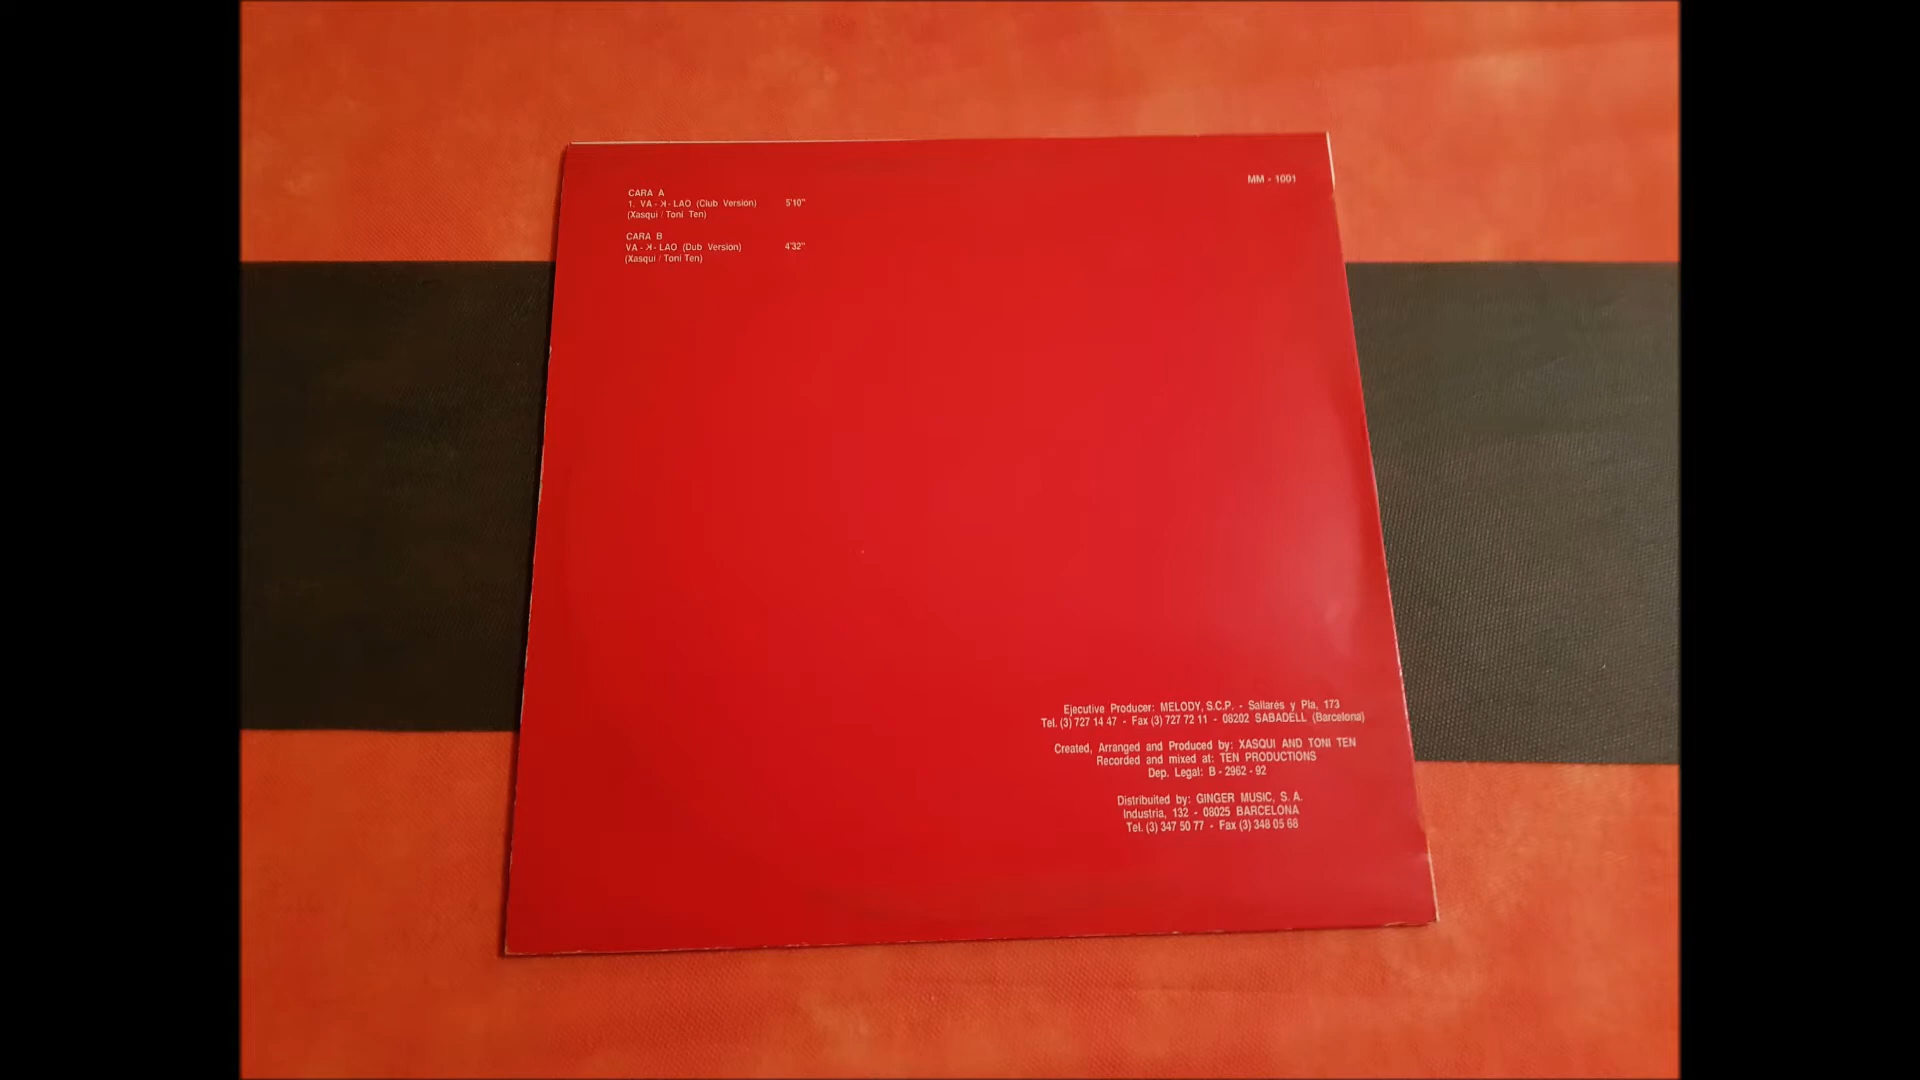 MM - 1001
CARA A
1. VA - ꓘ - LAO (Club Version) 5'10"
(Xasqui / Toni Ten)
CARA B
VA - ꓘ - LAO (Dub Version) 4'32"
(Xasqui / Toni Ten)
Ejecutive Producer: MELODY, S.C.P. - Sallarés y Pla, 173
Tel. (3) 727 14 47 - Fax (3) 727 72 11 - 08202 SABADELL (Barcelona)
Created, Arranged and Produced by: XASQUI AND TONI TEN
Recorded and mixed at: TEN PRODUCTIONS
Dep. Legal: B - 2962 - 92
Distribuited by: GINGER MUSIC, S. A.
Industria, 132 - 08025 BARCELONA
Tel. (3) 347 50 77 - Fax (3) 348 05 68